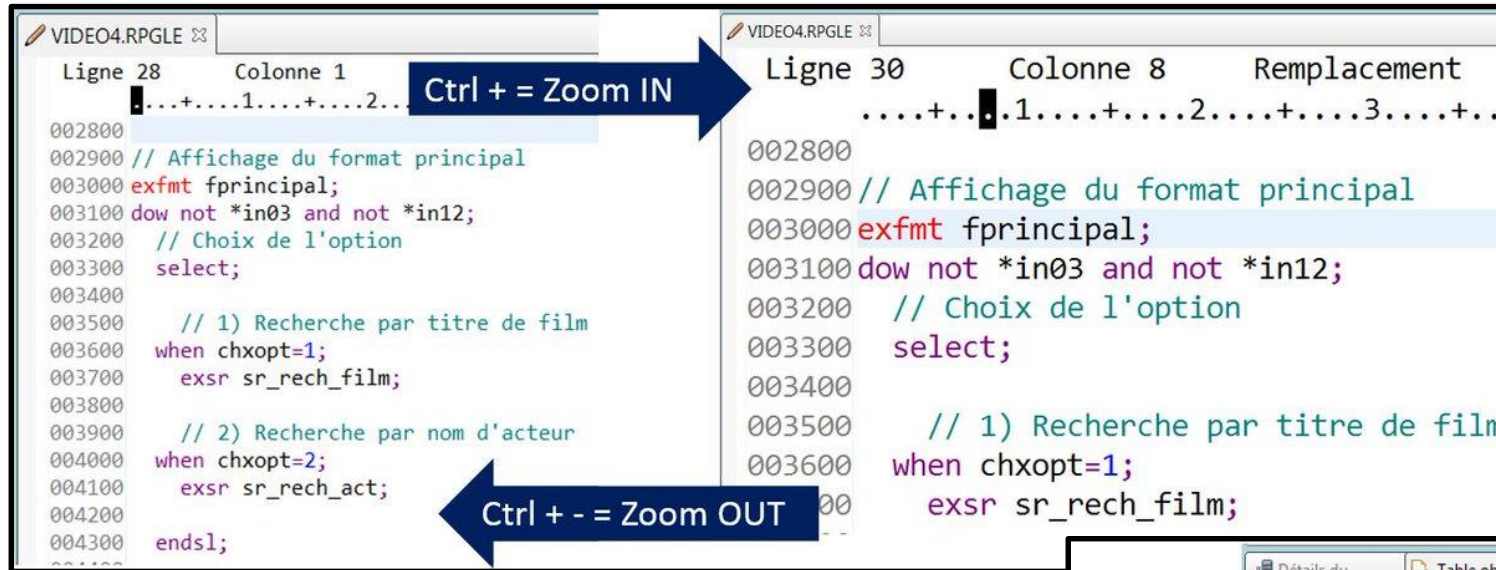 VIDEO4.RPGLE
Ligne 28 Colonne 1
....+....1....+....2...
002800
002900 // Affichage du format principal
003000 exfmt fprincipal;
003100 dow not *in03 and not *in12;
003200 // Choix de l'option
003300 select;
003400
003500 // 1) Recherche par titre de film
003600 when chxopt=1;
003700 exsr sr_rech_film;
003800
003900 // 2) Recherche par nom d'acteur
004000 when chxopt=2;
004100 exsr sr_rech_act;
004200
004300 endsl;
Ctrl + = Zoom IN
Ctrl + - = Zoom OUT
VIDEO4.RPGLE
Ligne 30 Colonne 8 Remplacement
....+....1....+....2....+....3....+..
002800
002900 // Affichage du format principal
003000 exfmt fprincipal;
003100 dow not *in03 and not *in12;
003200 // Choix de l'option
003300 select;
003400
003500 // 1) Recherche par titre de film
003600 when chxopt=1;
00 exsr sr_rech_film;
Détails du Table